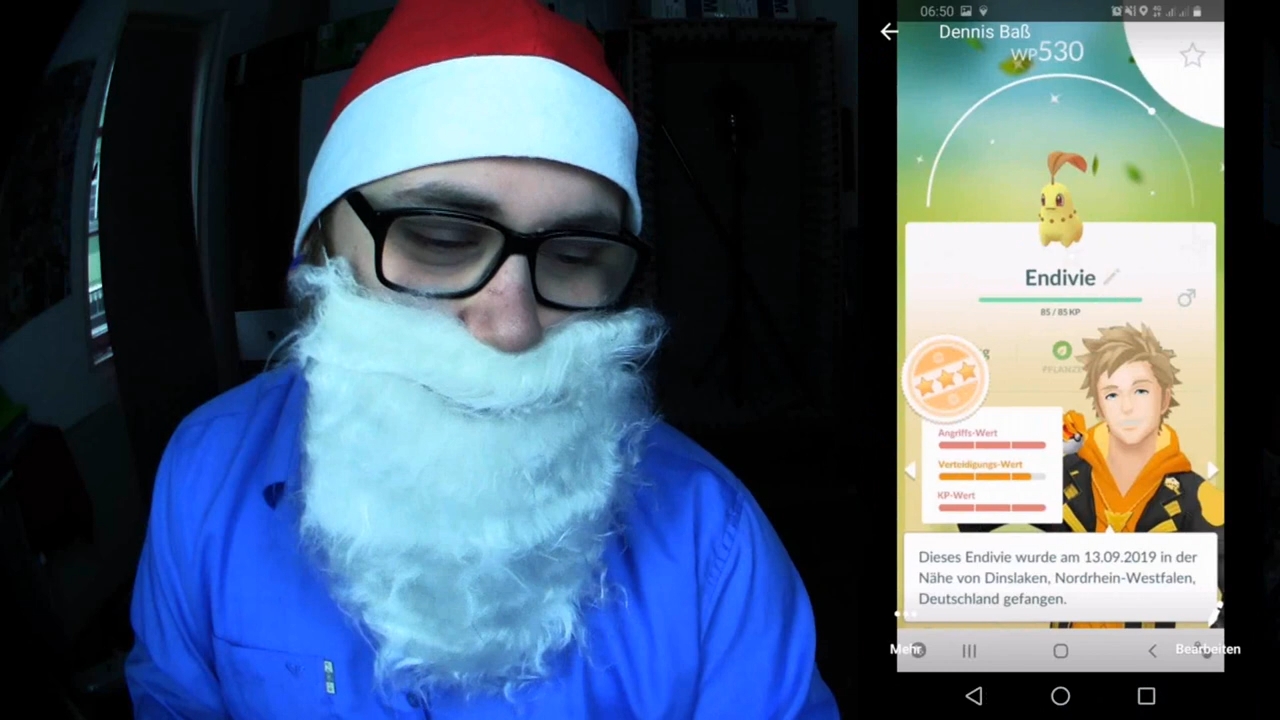 06:50
Dennis Baß
WP530
Endivie
85 / 85 KP
PFLANZE
Angriffs-Wert
Verteidigungs-Wert
KP-Wert
Dieses Endivie wurde am 13.09.2019 in der
Nähe von Dinslaken, Nordrhein-Westfalen,
Deutschland gefangen.
Mehr
Bearbeiten